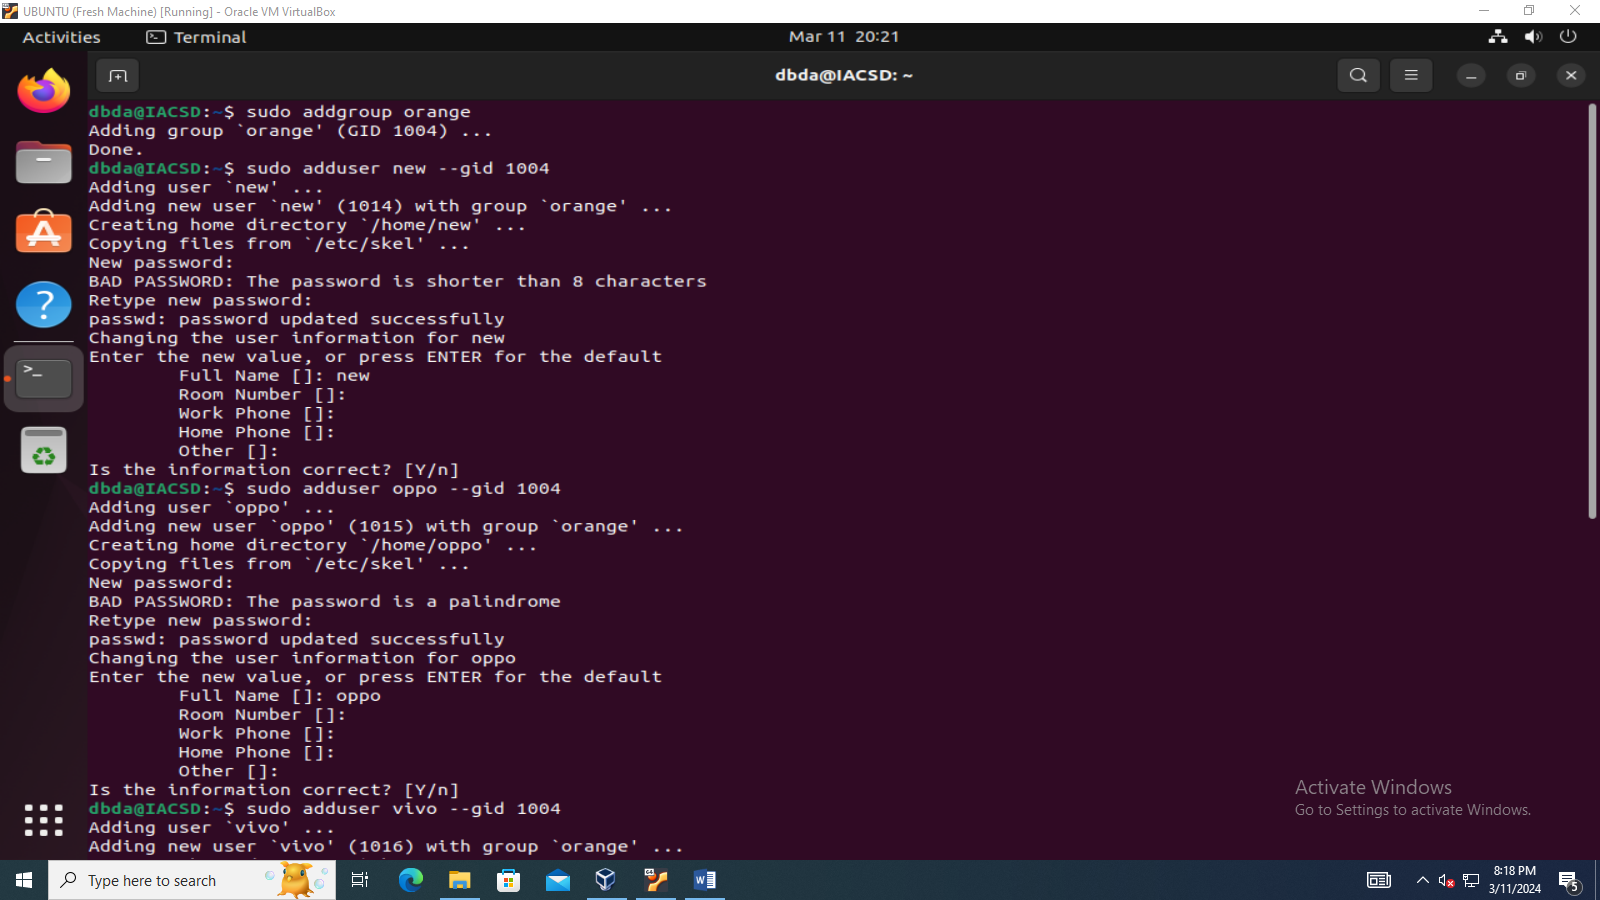 UBUNTU (Fresh Machine) [Running] - Oracle VM VirtualBox
Activities Terminal Mar 11 20:21
dbda@IACSD: ~
dbda@IACSD:~$ sudo addgroup orange
Adding group `orange' (GID 1004) ...
Done.
dbda@IACSD:~$ sudo adduser new --gid 1004
Adding user `new' ...
Adding new user `new' (1014) with group `orange' ...
Creating home directory `/home/new' ...
Copying files from `/etc/skel' ...
New password:
BAD PASSWORD: The password is shorter than 8 characters
Retype new password:
passwd: password updated successfully
Changing the user information for new
Enter the new value, or press ENTER for the default
Full Name []: new
Room Number []:
Work Phone []:
Home Phone []:
Other []:
Is the information correct? [Y/n]
dbda@IACSD:~$ sudo adduser oppo --gid 1004
Adding user `oppo' ...
Adding new user `oppo' (1015) with group `orange' ...
Creating home directory `/home/oppo' ...
Copying files from `/etc/skel' ...
New password:
BAD PASSWORD: The password is a palindrome
Retype new password:
passwd: password updated successfully
Changing the user information for oppo
Enter the new value, or press ENTER for the default
Full Name []: oppo
Room Number []:
Work Phone []:
Home Phone []:
Other []:
Is the information correct? [Y/n]
dbda@IACSD:~$ sudo adduser vivo --gid 1004
Adding user `vivo' ...
Adding new user `vivo' (1016) with group `orange' ...
Activate Windows
Go to Settings to activate Windows.
Type here to search
8:18 PM
3/11/2024
5